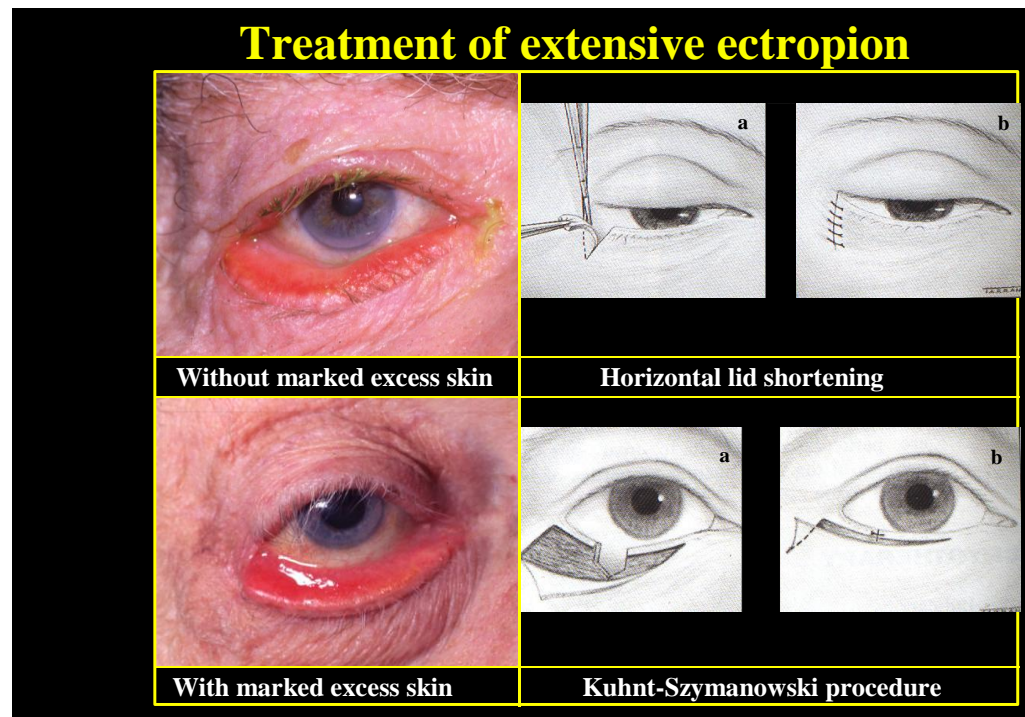 Treatment of extensive ectropion
a
b
Without marked excess skin
Horizontal lid shortening
a
b
With marked excess skin
Kuhnt-Szymanowski procedure